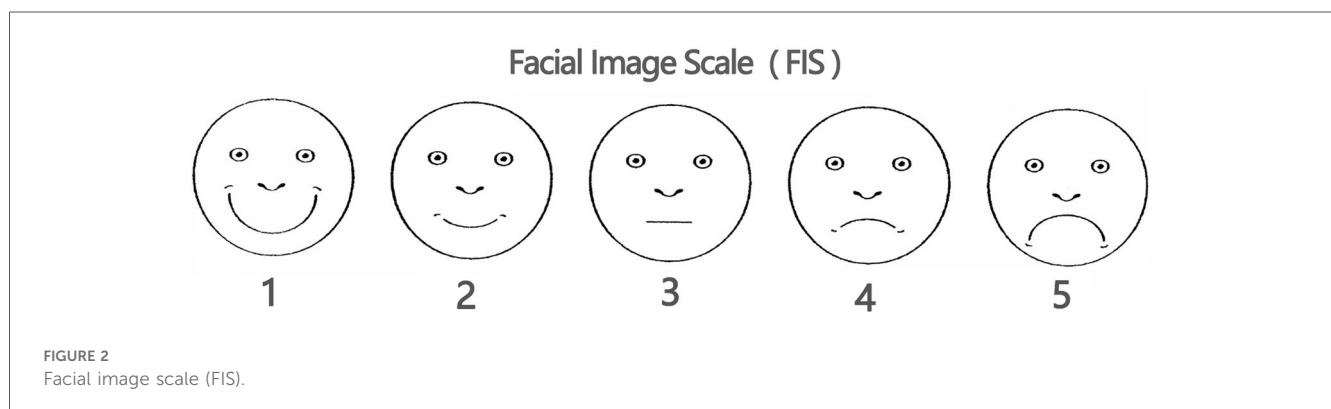 Facial Image Scale ( FIS )
1 2 3 4 5
FIGURE 2
Facial image scale (FIS).